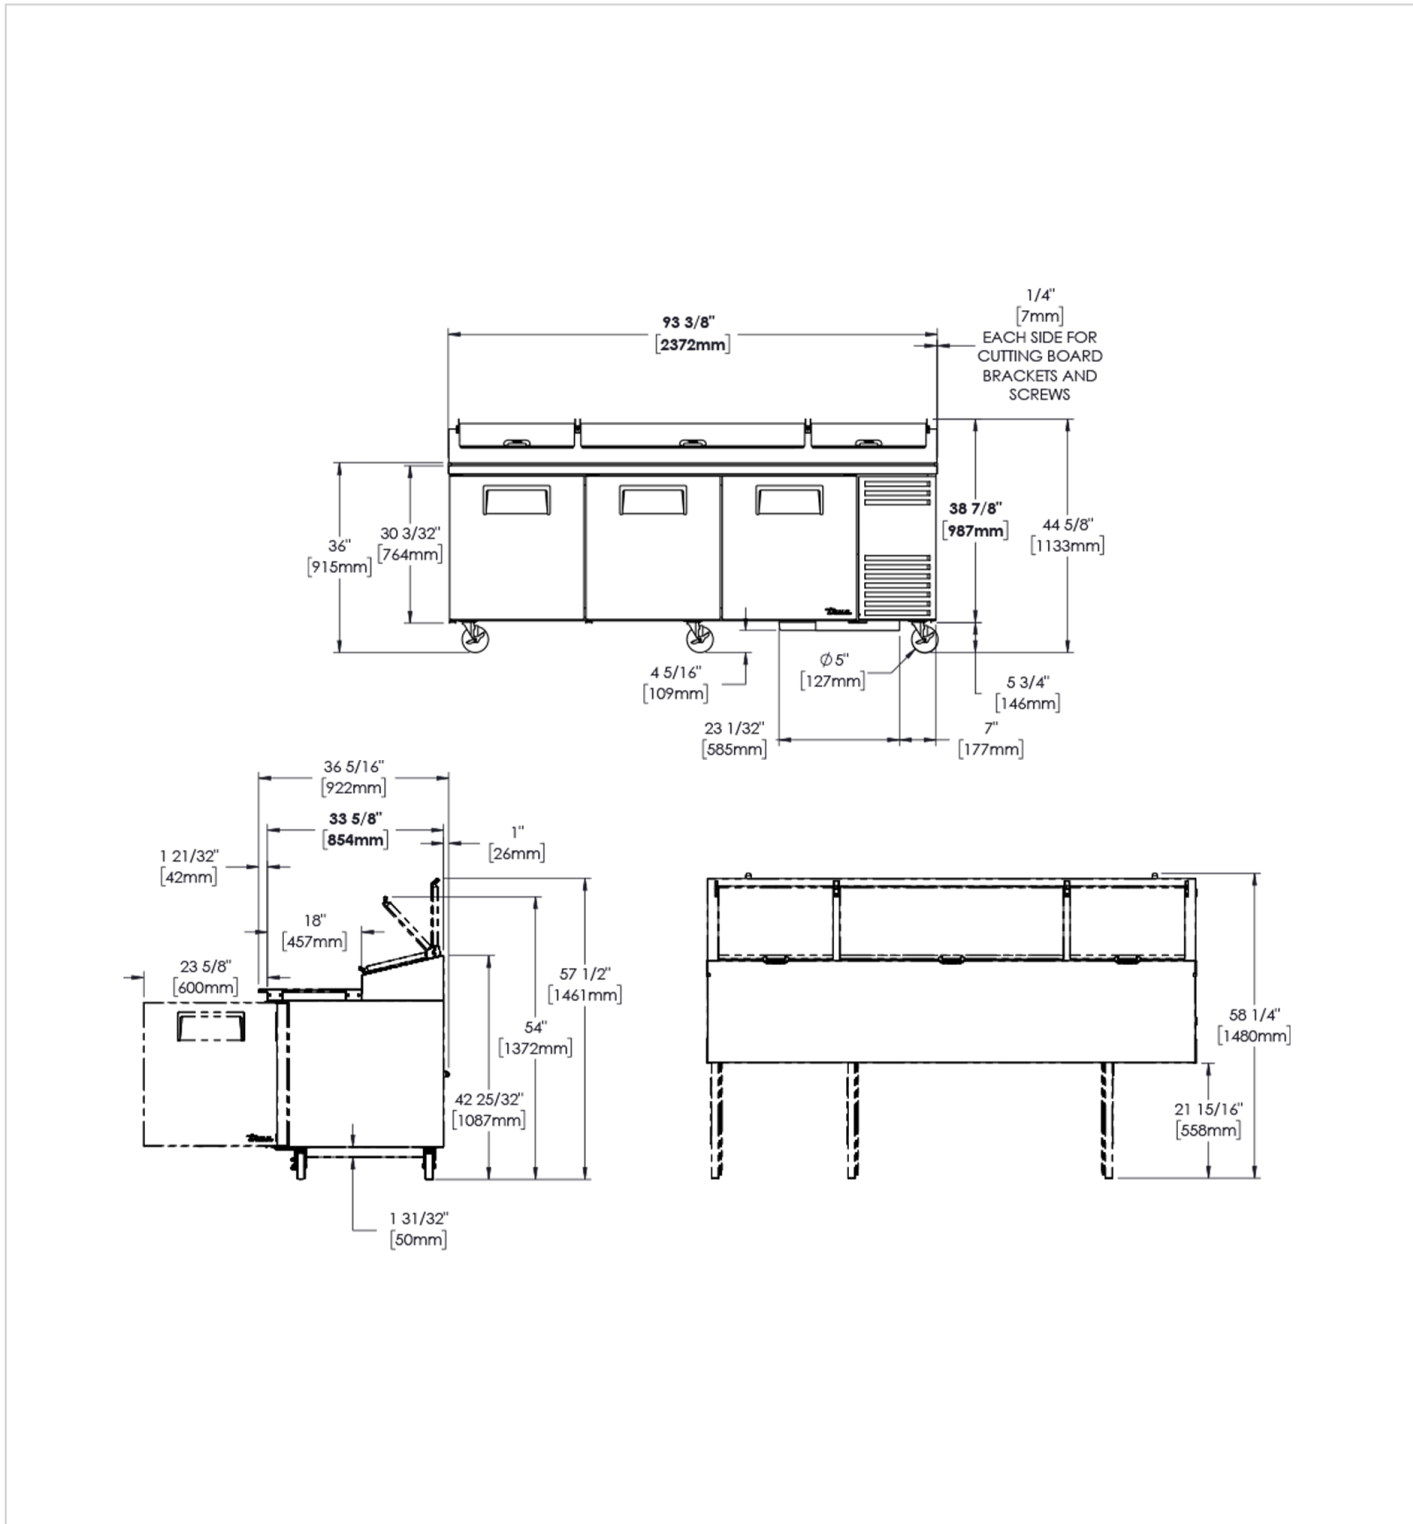 1/4"
[7mm]
EACH SIDE FOR
CUTTING BOARD
BRACKETS AND
SCREWS
93 3/8"
[2372mm]
38 7/8"
[987mm]
44 5/8"
[1133mm]
30 3/32"
[764mm]
36"
[915mm]
True
4 5/16"
[109mm]
Ø 5"
[127mm]
5 3/4"
[146mm]
23 1/32"
[585mm]
7"
[177mm]
36 5/16"
[922mm]
33 5/8"
[854mm]
1"
[26mm]
1 21/32"
[42mm]
18"
[457mm]
23 5/8"
[600mm]
57 1/2"
[1461mm]
54"
[1372mm]
42 25/32"
[1087mm]
True
1 31/32"
[50mm]
58 1/4"
[1480mm]
21 15/16"
[558mm]